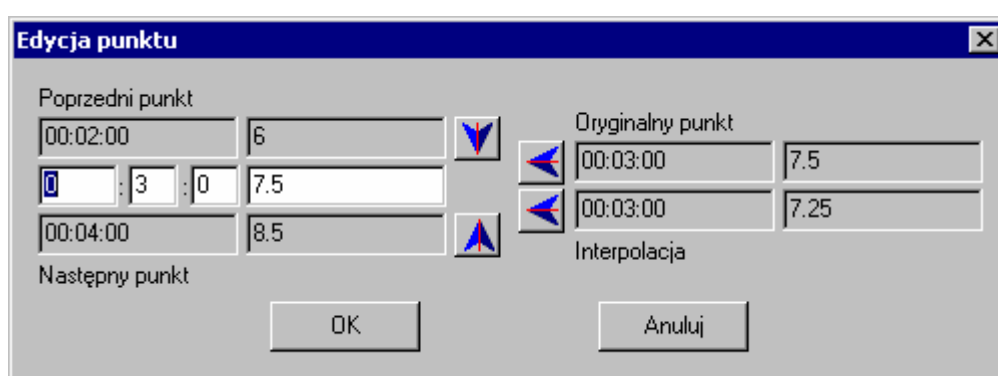 Edycja punktu
Poprzedni punkt
00:02:00 6
0 : 3 : 0 7.5
00:04:00 8.5
Następny punkt
Oryginalny punkt
00:03:00 7.5
00:03:00 7.25
Interpolacja
OK Anuluj